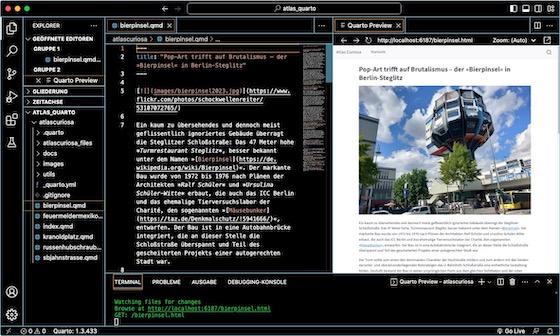 atlas_quarto
EXPLORER
GEÖFFNETE EDITOREN
GRUPPE 1
bierpinsel.qmd...
GRUPPE 2
Quarto Preview
GLIEDERUNG
ZEITACHSE
ATLAS_QUARTO
.quarto
atlascuriosa_files
docs
images
utils
_quarto.yml
.gitignore
bierpinsel.qmd
feuermeldermexiko...
index.qmd
kranoldplatz.qmd
russenhubschraub...
sbjahnstrasse.qmd
bierpinsel.qmd
atlascuriosa > bierpinsel.qmd > ...
1 ---
2 title: "Pop-Art trifft auf Brutalismus – der
»Bierpinsel« in Berlin-Steglitz"
3 ---
4
5 [![](images/bierpinsel2023.jpg)](https://www.
flickr.com/photos/schockwellenreiter/
53187072765/)
6
7 Ein kaum zu übersehendes und dennoch meist
geflissentlich ignoriertes Gebäude überragt
die Steglitzer Schloßstraße: Das 47 Meter hohe
»Turmrestaurant Steglitz«, besser bekannt
unter dem Namen »[Bierpinsel](https://de.
wikipedia.org/wiki/Bierpinsel)«. Der markante
Bau wurde von 1972 bis 1976 nach Plänen der
Architekten »Ralf Schüler« und »Ursulina
Schüler-Witte« erbaut, die auch das ICC Berlin
und das ehemalige Tierversuchslabor der
Charité, den sogenannten »[Mäusebunker]
(https://taz.de/Denkmalschutz/!5941666/)«,
entwarfen. Der Bau ist in eine Autobahnbrücke
integriert, die an dieser Stelle die
Schloßstraße überspannt und Teil des
gescheiterten Projekts einer autogerechten
Stadt war.
8
Quarto Preview
http://localhost:6187/bierpinsel.html
Zoom: (Auto)
Atlas Curiosa
Startseite
Pop-Art trifft auf Brutalismus – der »Bierpinsel« in
Berlin-Steglitz
TERMINAL
PROBLEME
AUSGABE
DEBUGGING-KONSOLE
Quarto Preview - atlascuriosa
Watching files for changes
Browse at http://localhost:6187/bierpinsel.html
GET: /bierpinsel.html
Quarto: 1.3.433
Go Live